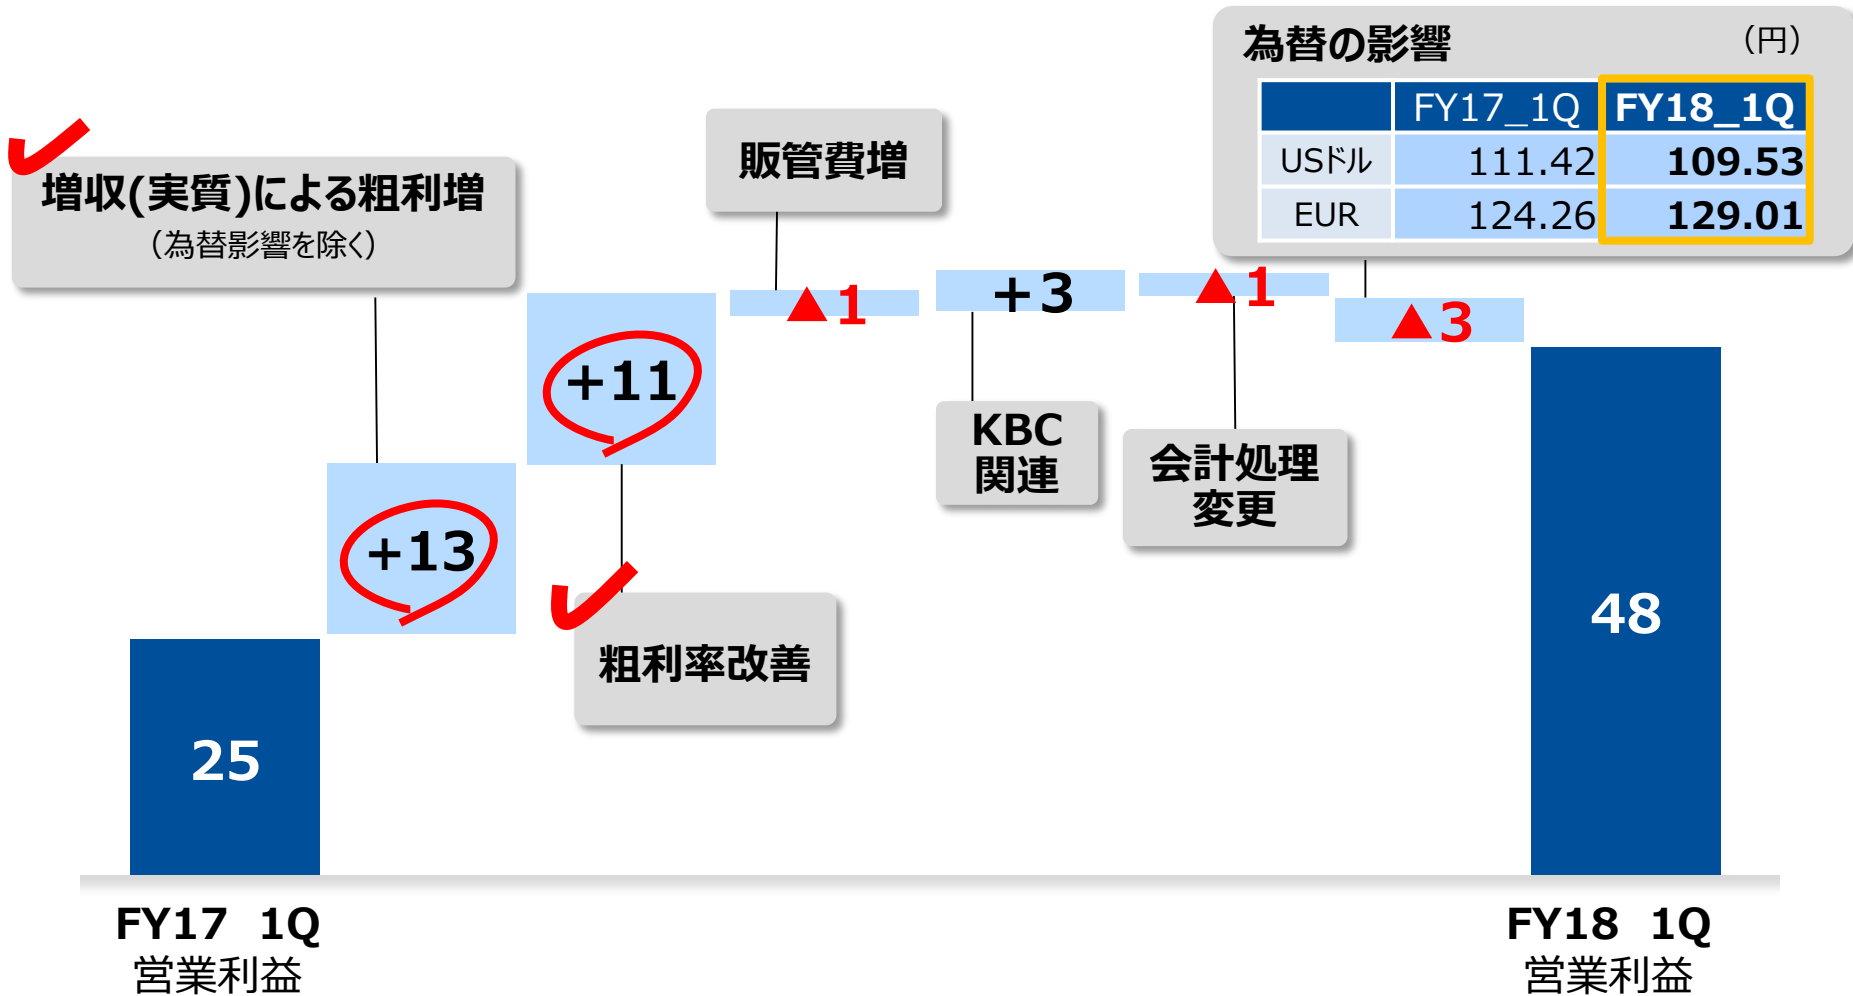 為替の影響 （円）
FY17_1Q FY18_1Q
USドル 111.42 109.53
EUR 124.26 129.01
増収(実質)による粗利増
（為替影響を除く）
販管費増
+13
+11
▲1
+3
▲1
▲3
KBC
関連
会計処理
変更
粗利率改善
25
48
FY17 1Q
営業利益
FY18 1Q
営業利益